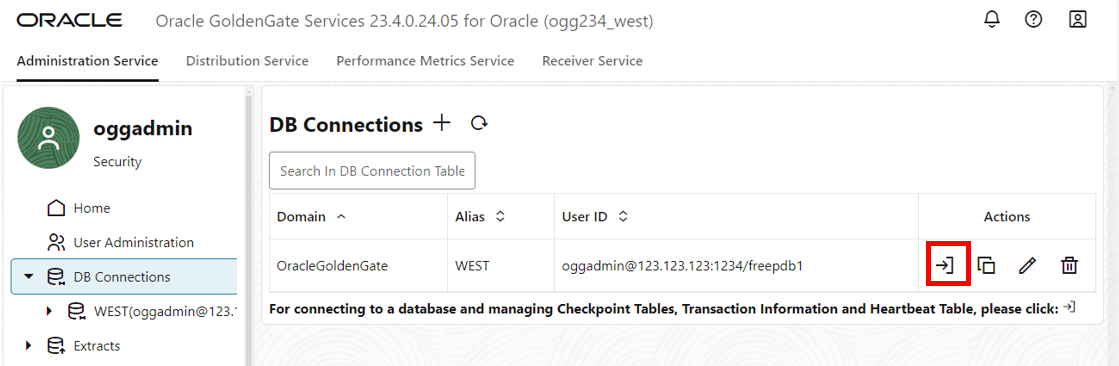 ORACLE Oracle GoldenGate Services 23.4.0.24.05 for Oracle (ogg234_west)
Administration Service Distribution Service Performance Metrics Service Receiver Service
oggadmin
Security
Home
User Administration
DB Connections
WEST(oggadmin@123.1
Extracts
DB Connections
Search In DB Connection Table
Domain Alias User ID Actions
OracleGoldenGate WEST oggadmin@123.123.123:1234/freepdb1
For connecting to a database and managing Checkpoint Tables, Transaction Information and Heartbeat Table, please click: